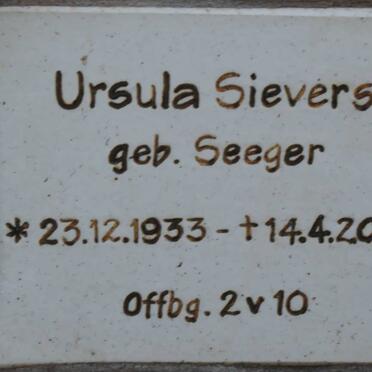 Ursula Sievers
geb. Seeger
* 23.12.1933 - † 14.4.20
Offbg. 2 v 10